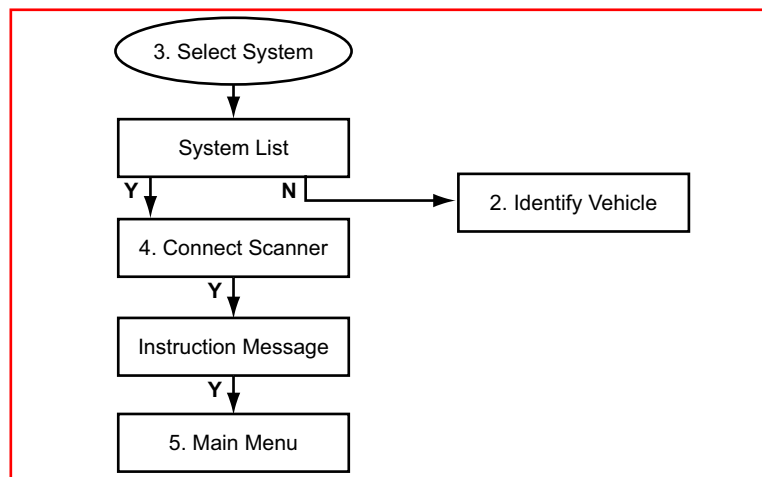 3. Select System
System List
Y
N
2. Identify Vehicle
4. Connect Scanner
Y
Instruction Message
Y
5. Main Menu